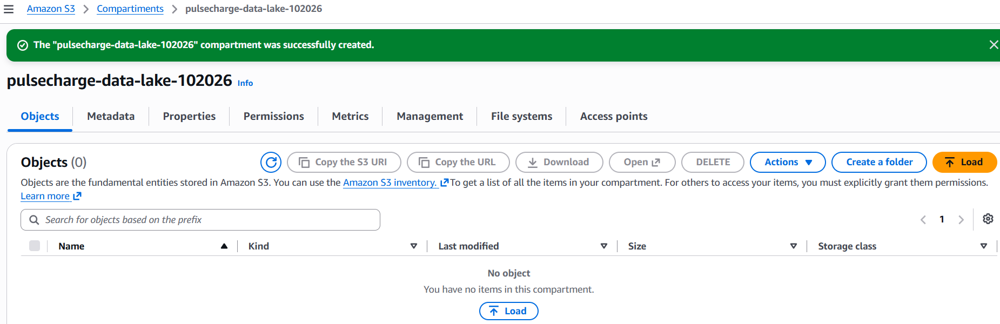 Amazon S3 > Compartiments > pulsecharge-data-lake-102026
The "pulsecharge-data-lake-102026" compartment was successfully created.
pulsecharge-data-lake-102026 Info
Objects Metadata Properties Permissions Metrics Management File systems Access points
Objects (0) Copy the S3 URI Copy the URL Download Open DELETE Actions Create a folder Load
Objects are the fundamental entities stored in Amazon S3. You can use the Amazon S3 inventory. To get a list of all the items in your compartment. For others to access your items, you must explicitly grant them permissions.
Learn more
Search for objects based on the prefix 1
Name Kind Last modified Size Storage class
No object
You have no items in this compartment.
Load